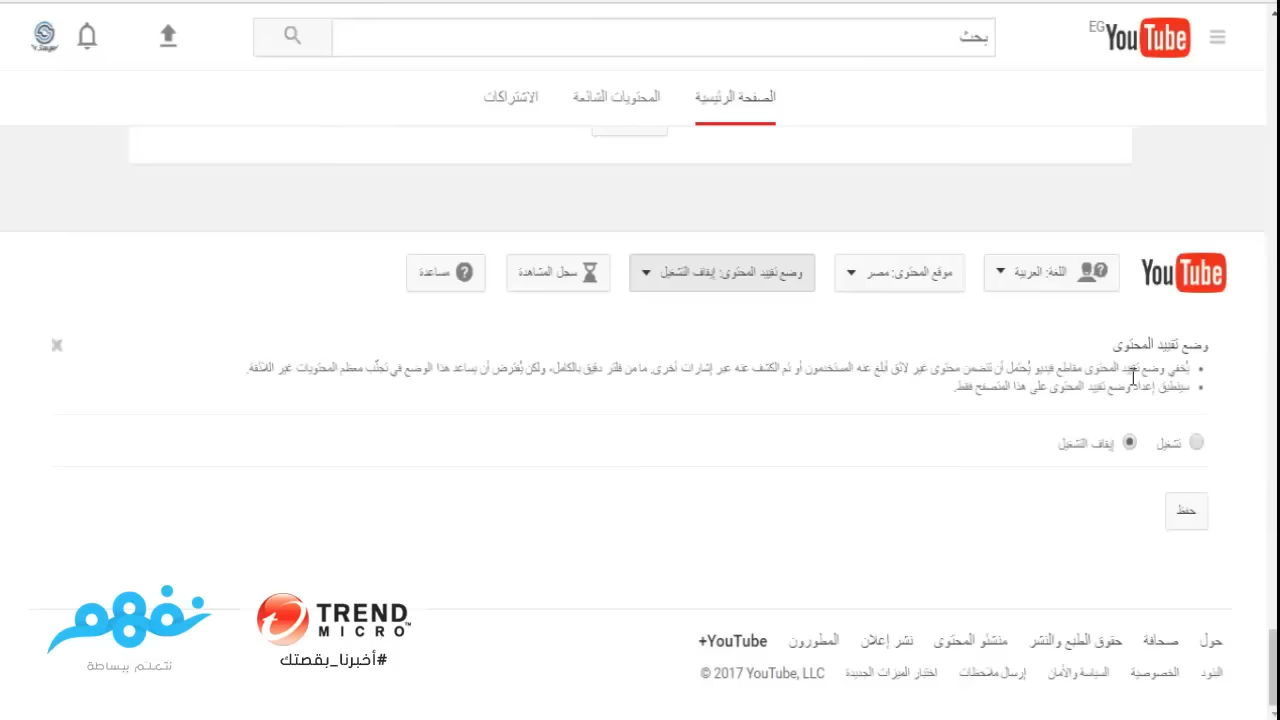 EG YouTube
بحث
الصفحة الرئيسية
المحتويات الشائعة
الاشتراكات
YouTube
اللغة: العربية
موقع المحتوى: مصر
وضع تقييد المحتوى: إيقاف التشغيل
سجل المشاهدة
مساعدة
وضع تقييد المحتوى
يُخفي وضع تقييد المحتوى مقاطع فيديو يُحتمل أن تتضمن محتوى غير لائق أبلغ عنه المستخدمون أو تم الكشف عنه عبر إشارات أخرى. ما من فلتر دقيق بالكامل، ولكن يُفترض أن يساعد هذا الوضع في تجنّب معظم المحتويات غير اللائقة.
سينطبق إعداد وضع تقييد المحتوى على هذا المتصفح فقط.
تشغيل
إيقاف التشغيل
حفظ
حول صحافة حقوق الطبع والنشر منشئو المحتوى نشر إعلان المطورون +YouTube
البنود الخصوصية السياسة والأمان إرسال ملاحظات اختبار الميزات الجديدة © 2017 YouTube, LLC
TREND
MICRO™
#أخبرنا_بقصتك
نفهم
نتعلم ببساطة